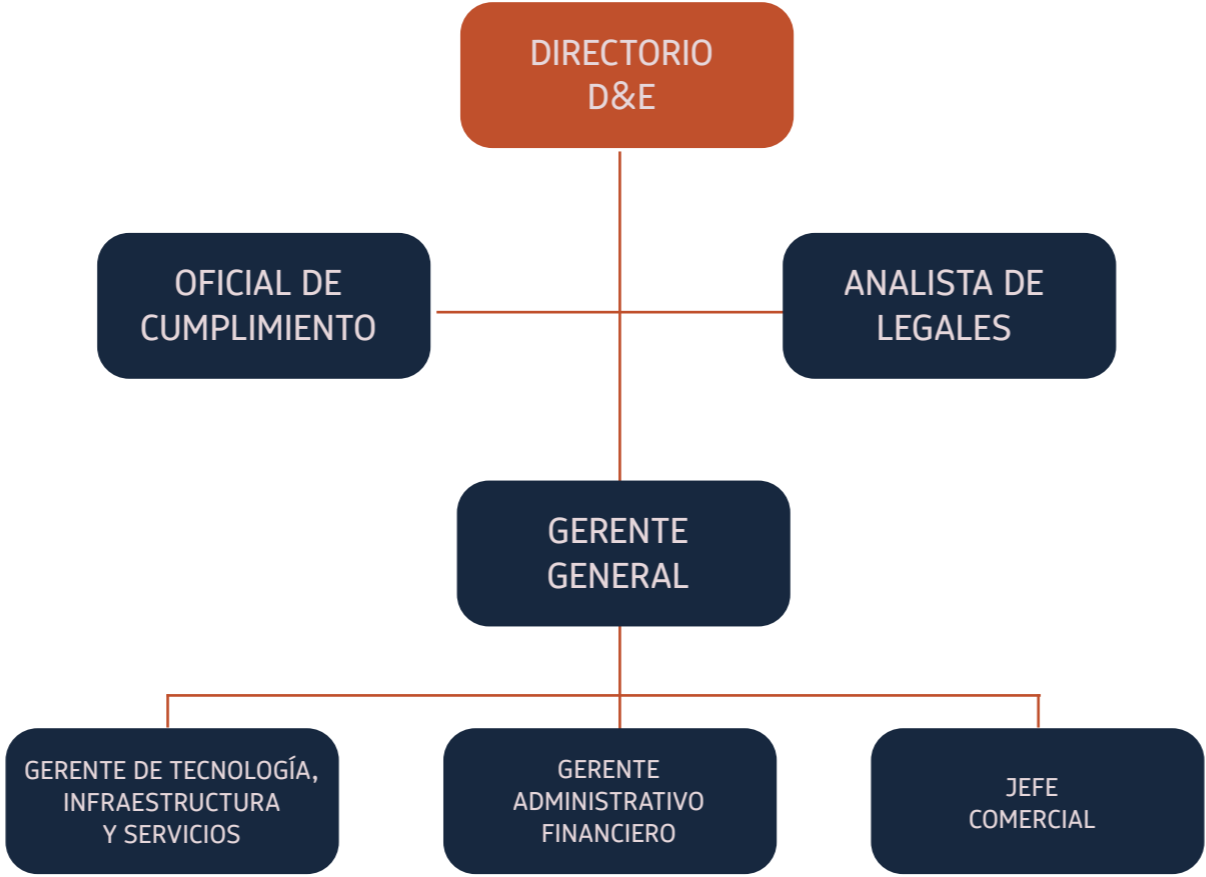 DIRECTORIO
D&E
OFICIAL DE
CUMPLIMIENTO
ANALISTA DE
LEGALES
GERENTE
GENERAL
GERENTE DE TECNOLOGÍA,
INFRAESTRUCTURA
Y SERVICIOS
GERENTE
ADMINISTRATIVO
FINANCIERO
JEFE
COMERCIAL